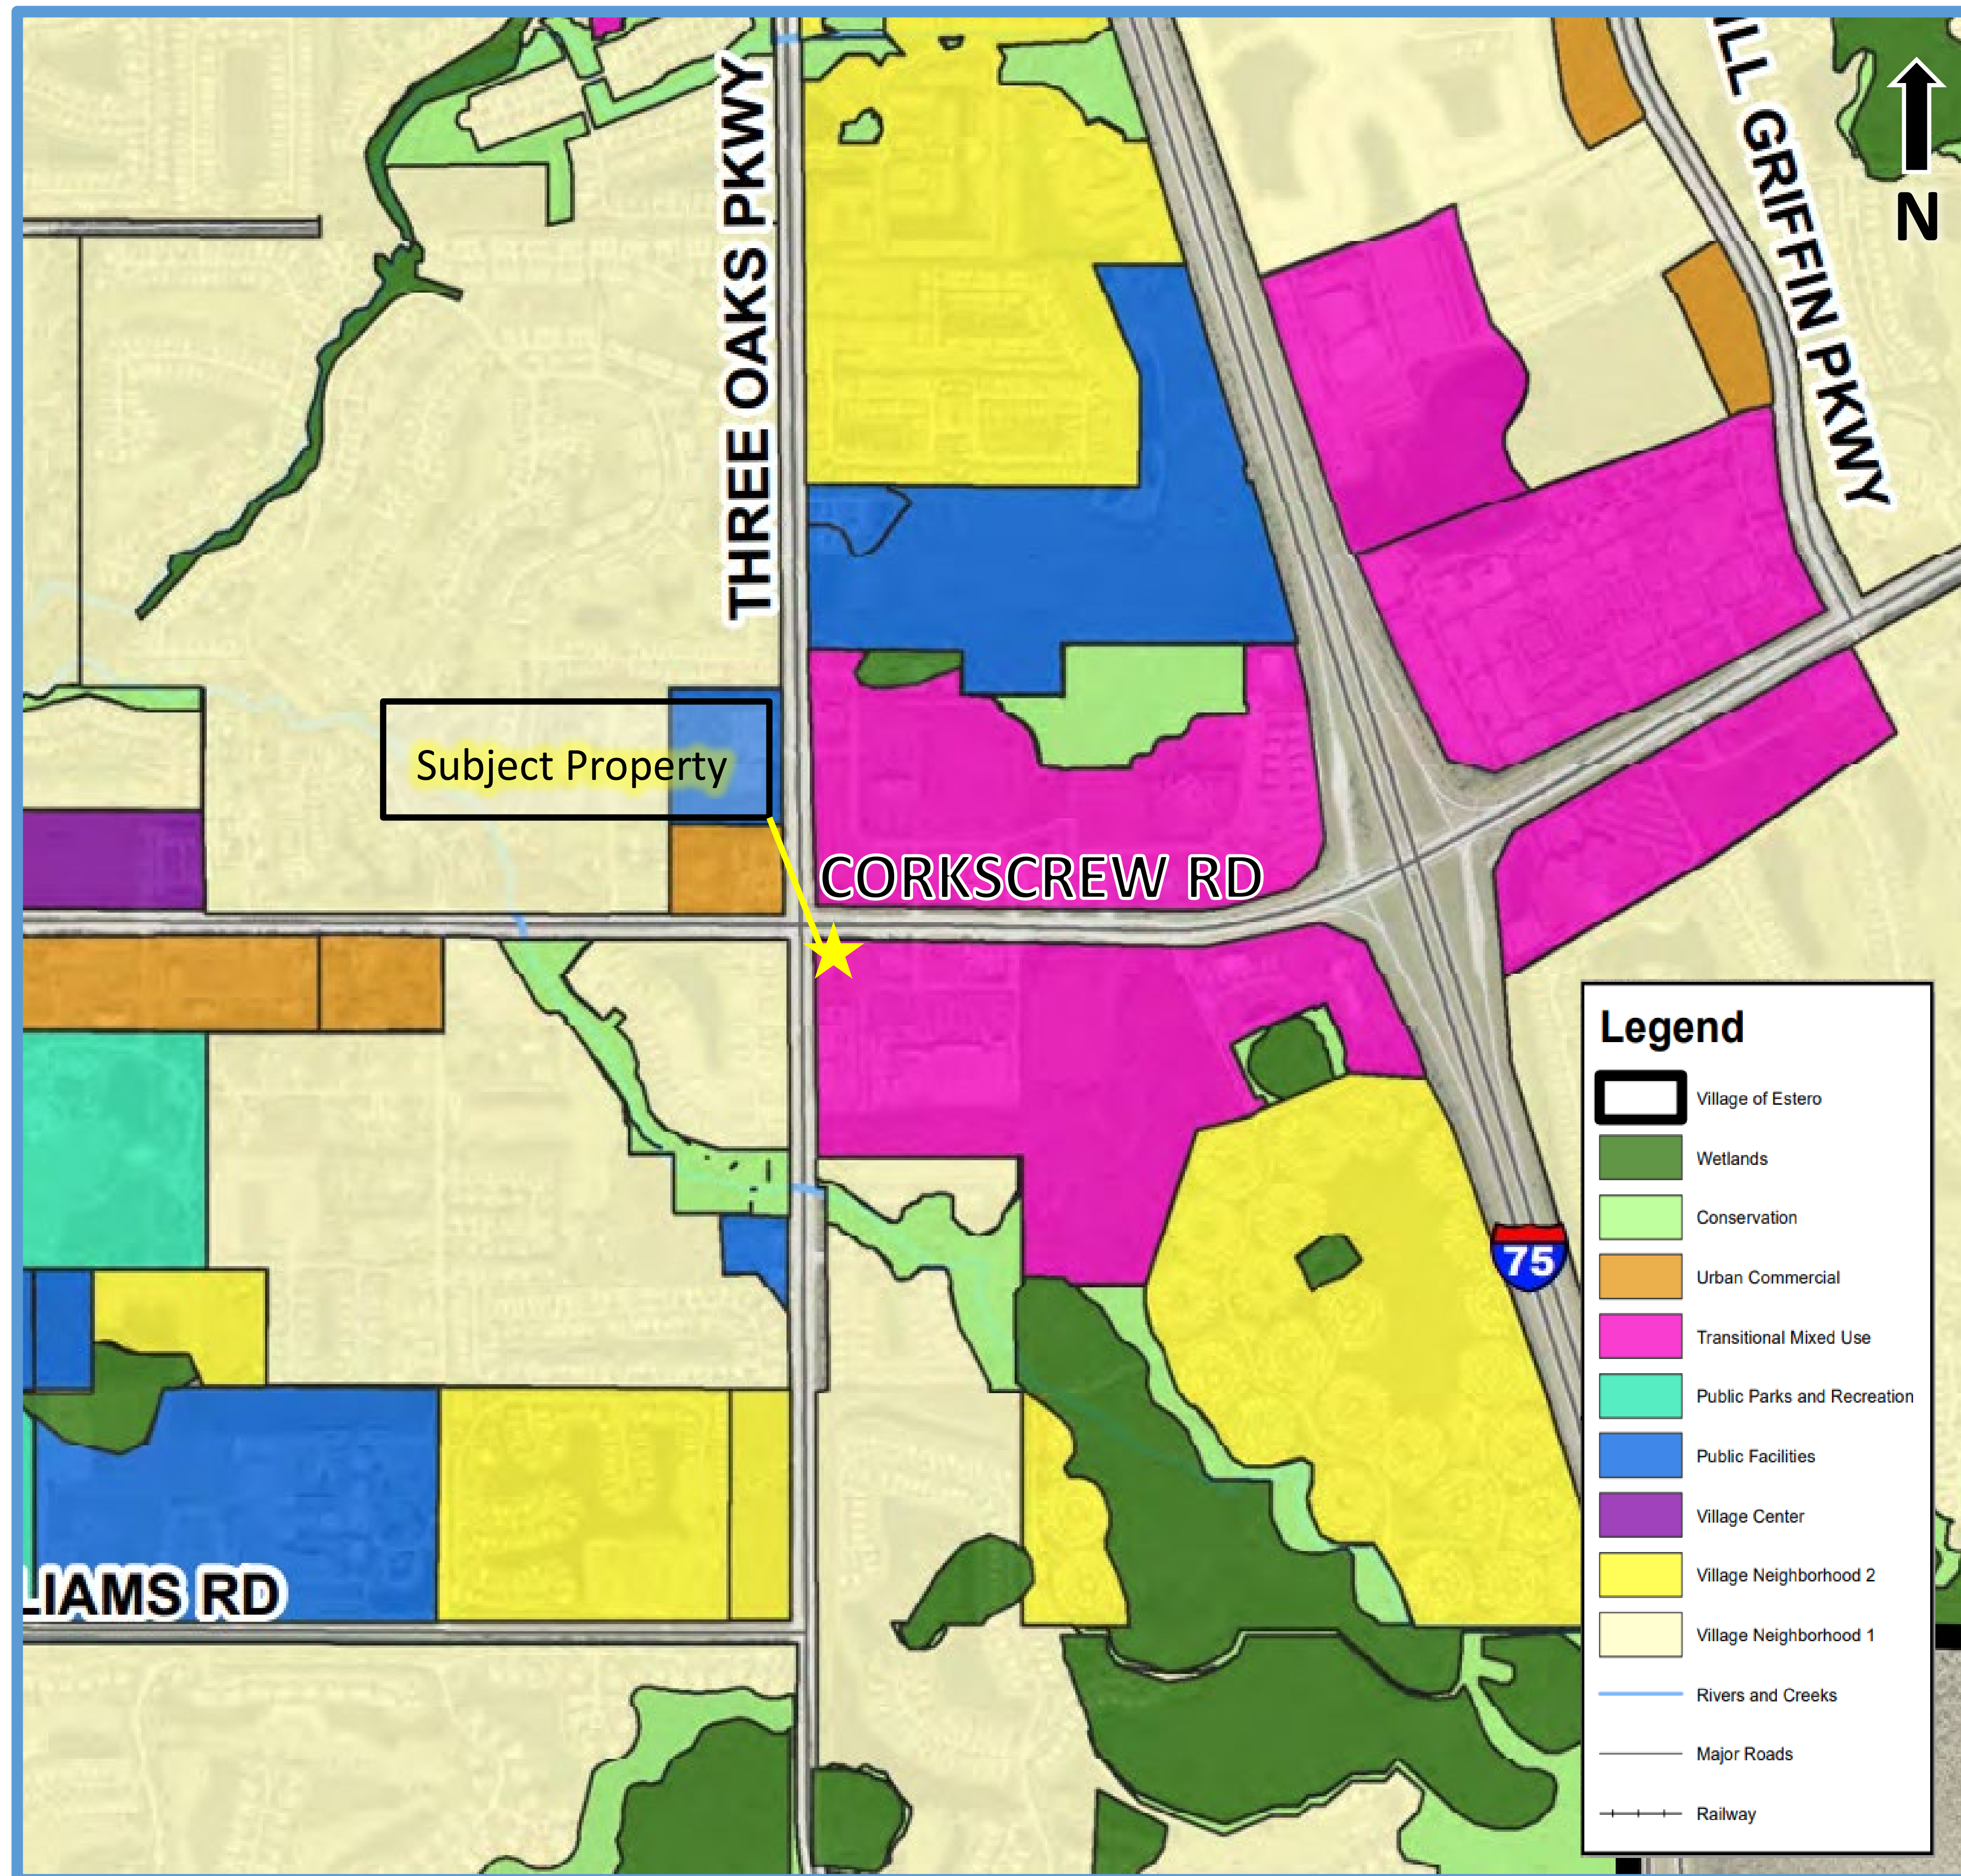 THREE OAKS PKWY
GRIFFIN PKWY
N
Subject Property
CORKSCREW RD
75
LIAMS RD
Legend
Village of Estero
Wetlands
Conservation
Urban Commercial
Transitional Mixed Use
Public Parks and Recreation
Public Facilities
Village Center
Village Neighborhood 2
Village Neighborhood 1
Rivers and Creeks
Major Roads
Railway